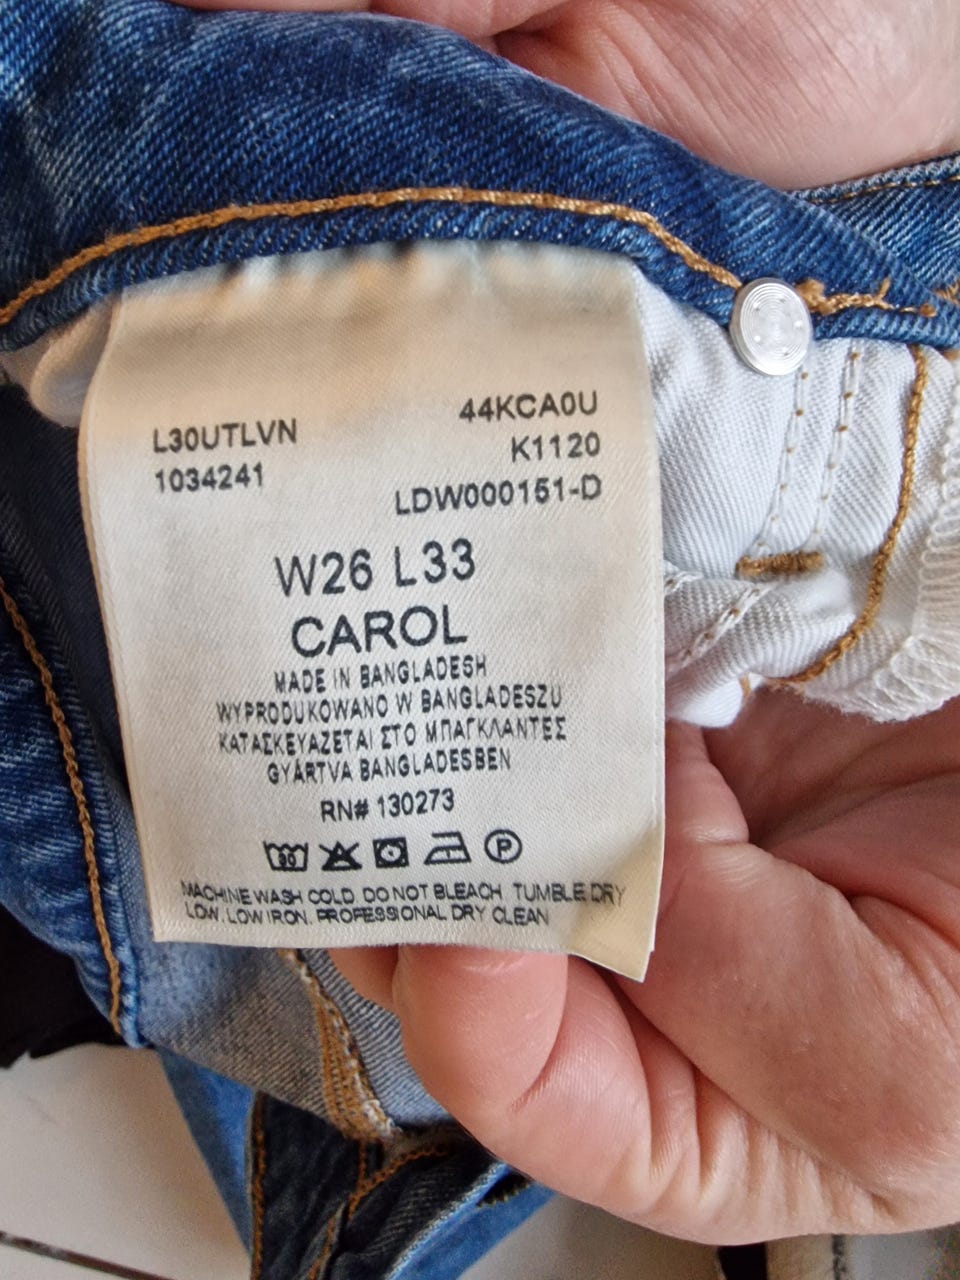 L30UTLVN
1034241
44KCA0U
K1120
LDW000151-D
W26 L33
CAROL
MADE IN BANGLADESH
WYPRODUKOWANO W BANGLADESZU
ΚΑΤΑΣΚΕΥΑΖΕΤΑΙ ΣΤΟ ΜΠΑΓΚΛΑΝΤΕΣ
GYÁRTVA BANGLADESBEN
RN# 130273
30 P
MACHINE WASH COLD. DO NOT BLEACH. TUMBLE DRY
LOW. LOW IRON. PROFESSIONAL DRY CLEAN